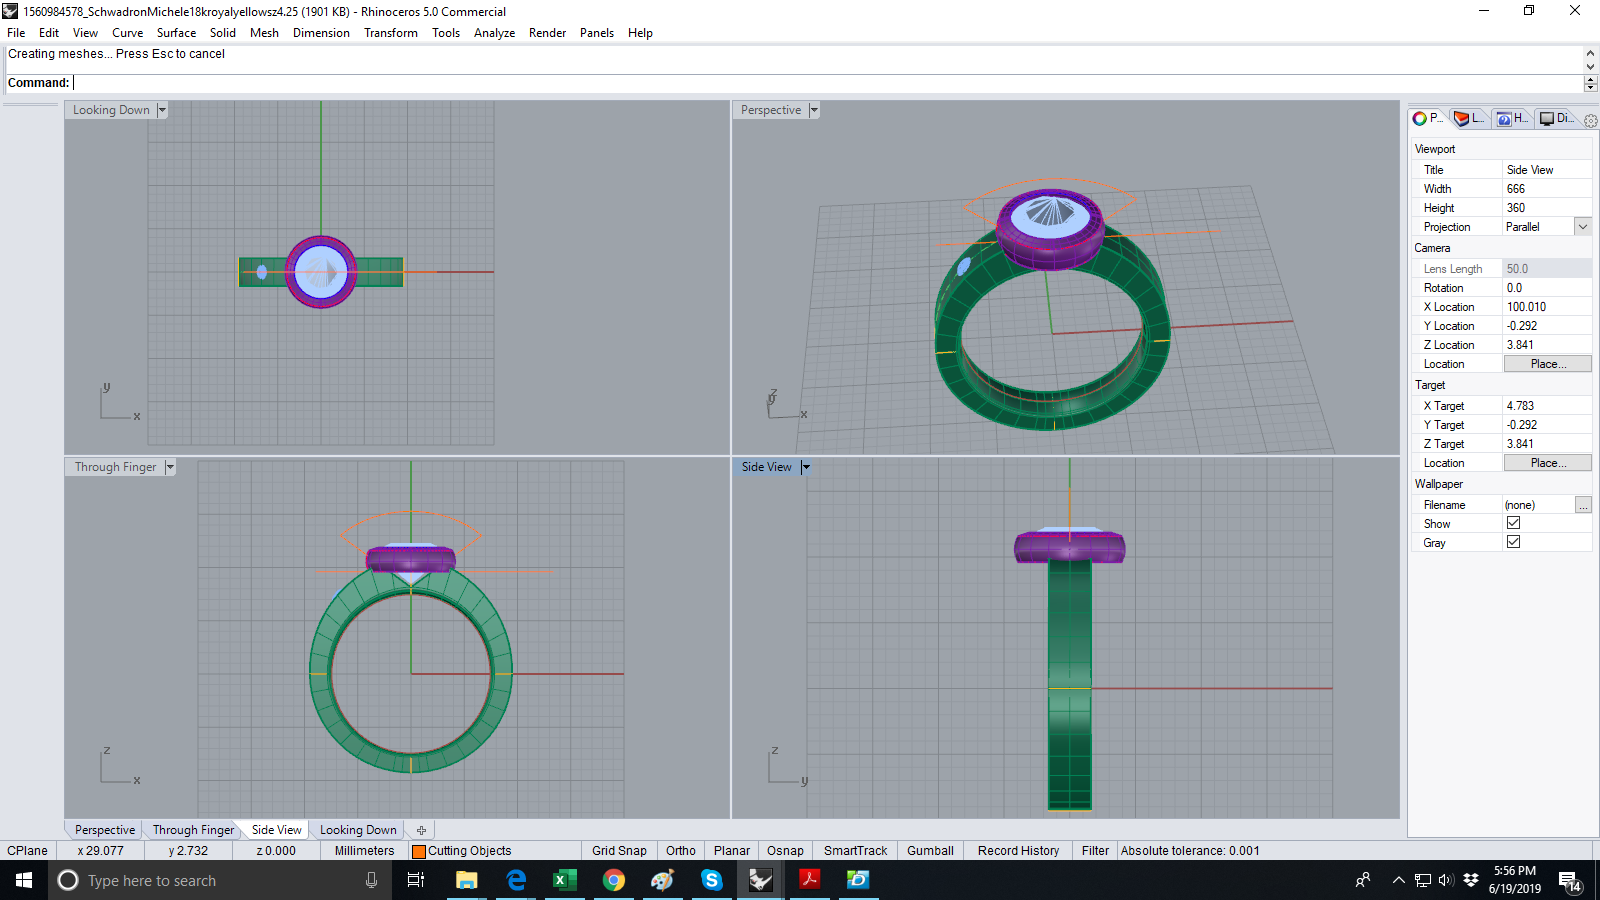 1560984578_SchwadronMichele18kroyalyellowsz4.25 (1901 KB) - Rhinoceros 5.0 Commercial
File Edit View Curve Surface Solid Mesh Dimension Transform Tools Analyze Render Panels Help
Creating meshes... Press Esc to cancel
Command:
Looking Down
y
x
Perspective
z
y
x
Through Finger
z
x
Side View
z
y
P... L... H... Di...
Viewport
Title Side View
Width 666
Height 360
Projection Parallel
Camera
Lens Length 50.0
Rotation 0.0
X Location 100.010
Y Location -0.292
Z Location 3.841
Location Place...
Target
X Target 4.783
Y Target -0.292
Z Target 3.841
Location Place...
Wallpaper
Filename (none) ...
Show
Gray
Perspective Through Finger Side View Looking Down
CPlane x 29.077 y 2.732 z 0.000 Millimeters Cutting Objects Grid Snap Ortho Planar Osnap SmartTrack Gumball Record History Filter Absolute tolerance: 0.001
Type here to search
5:56 PM
6/19/2019
14